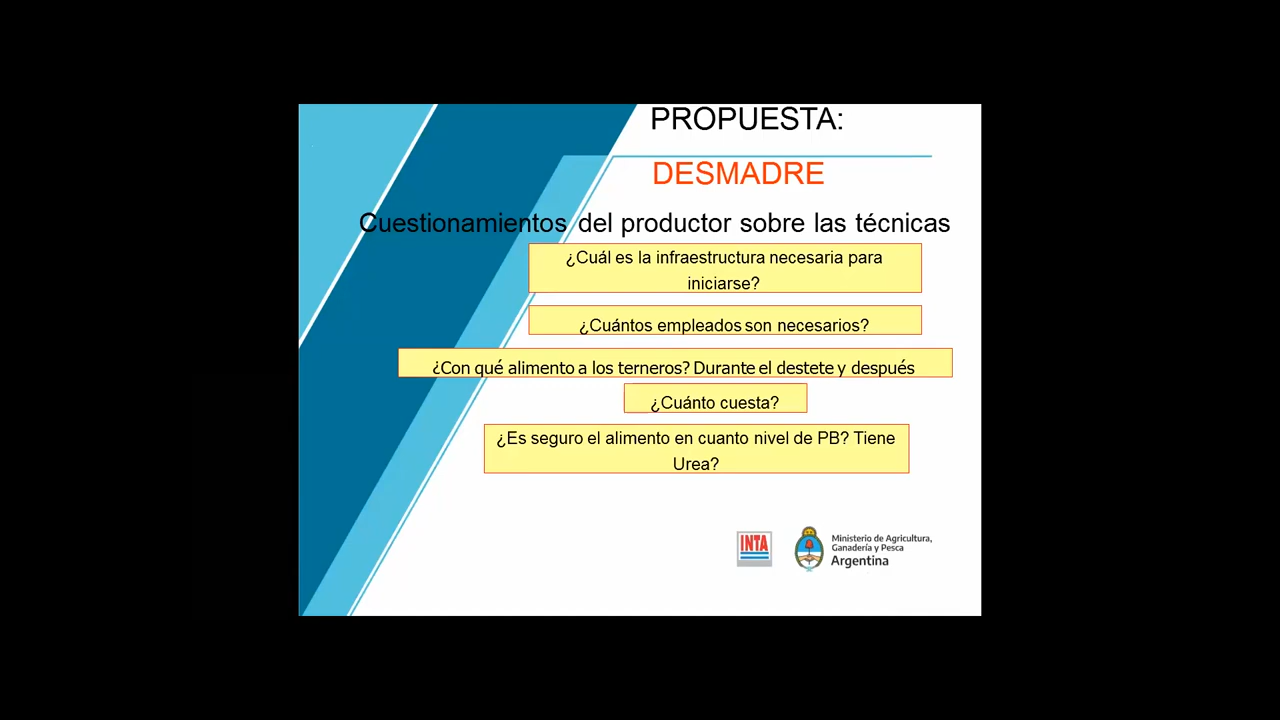 PROPUESTA:
DESMADRE
Cuestionamientos del productor sobre las técnicas
¿Cuál es la infraestructura necesaria para
iniciarse?
¿Cuántos empleados son necesarios?
¿Con qué alimento a los terneros? Durante el destete y después
¿Cuánto cuesta?
¿Es seguro el alimento en cuanto nivel de PB? Tiene
Urea?
INTA
Ministerio de Agricultura,
Ganadería y Pesca
Argentina